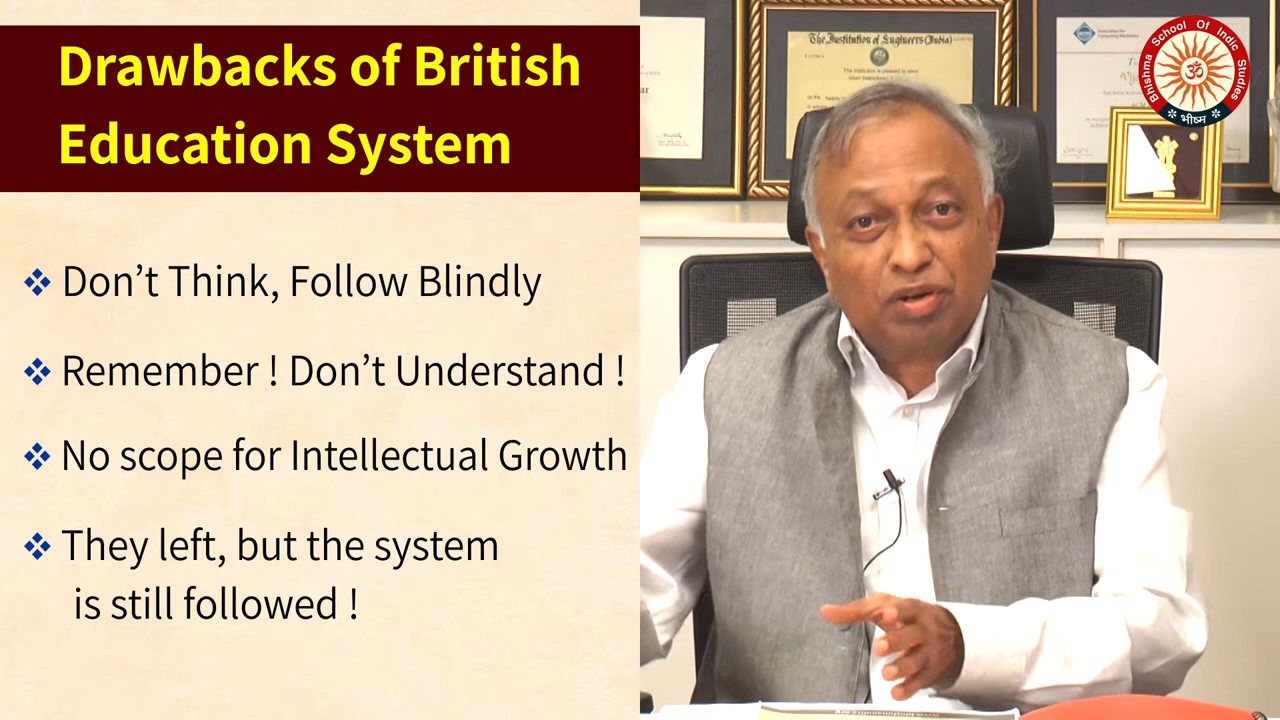 Drawbacks of British
Education System
❖ Don’t Think, Follow Blindly
❖ Remember ! Don’t Understand !
❖ No scope for Intellectual Growth
❖ They left, but the system
is still followed !
The Institution of Engineers (India)
Bhishma School Of Indic Studies
ॐ
भीष्म